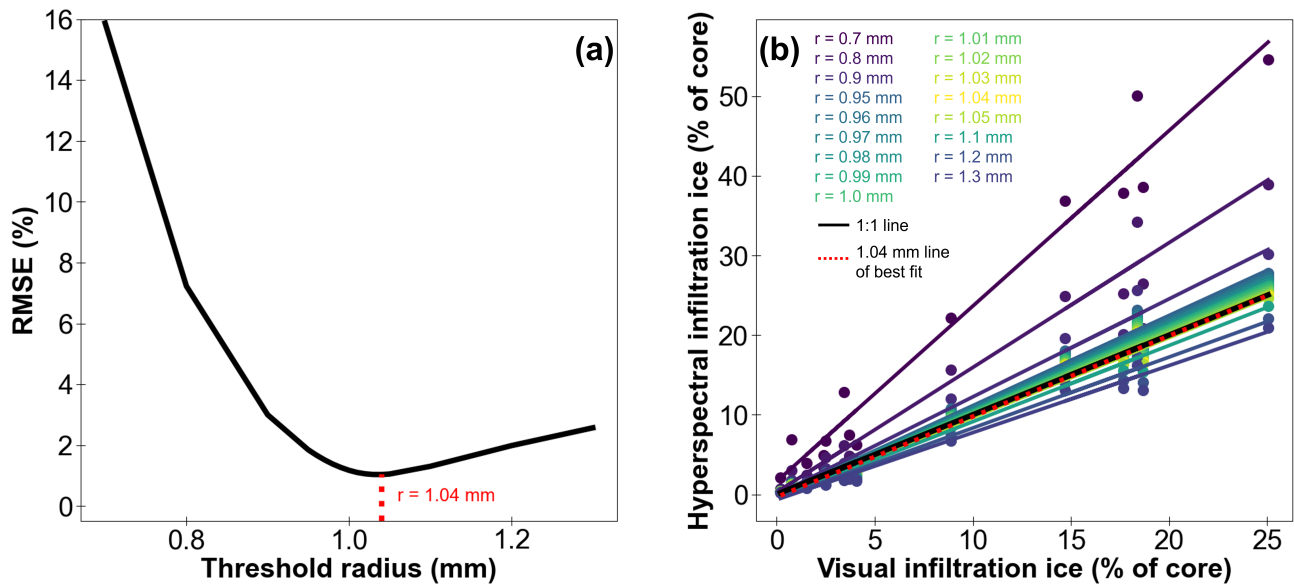 16
14
12
10
8
6
4
2
0
RMSE (%)
(a)
r = 1.04 mm
0.8
1.0
1.2
Threshold radius (mm)
(b)
r = 0.7 mm
r = 0.8 mm
r = 0.9 mm
r = 0.95 mm
r = 0.96 mm
r = 0.97 mm
r = 0.98 mm
r = 0.99 mm
r = 1.0 mm
r = 1.01 mm
r = 1.02 mm
r = 1.03 mm
r = 1.04 mm
r = 1.05 mm
r = 1.1 mm
r = 1.2 mm
r = 1.3 mm
1:1 line
1.04 mm line
of best fit
50
40
30
20
10
0
Hyperspectral infiltration ice (% of core)
0
5
10
15
20
25
Visual infiltration ice (% of core)